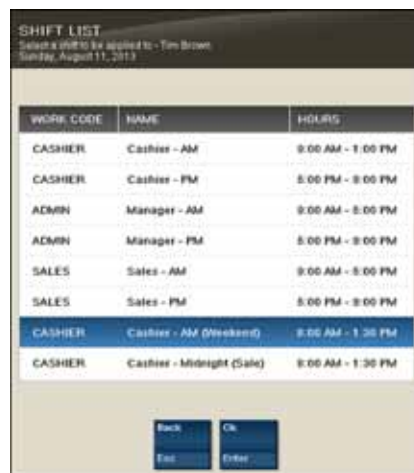 SHIFT LIST
Select a shift to be applied to - Tim Brown
Sunday, August 11, 2013
WORK CODE NAME HOURS
CASHIER Cashier - AM 9:00 AM - 1:00 PM
CASHIER Cashier - PM 5:00 PM - 9:00 PM
ADMIN Manager - AM 9:00 AM - 5:00 PM
ADMIN Manager - PM 5:00 PM - 9:00 PM
SALES Sales - AM 9:00 AM - 5:00 PM
SALES Sales - PM 5:00 PM - 9:00 PM
CASHIER Cashier - AM (Weekend) 8:00 AM - 1:30 PM
CASHIER Cashier - Midnight (Sale) 8:00 AM - 1:30 PM
Back Ok
Esc Enter